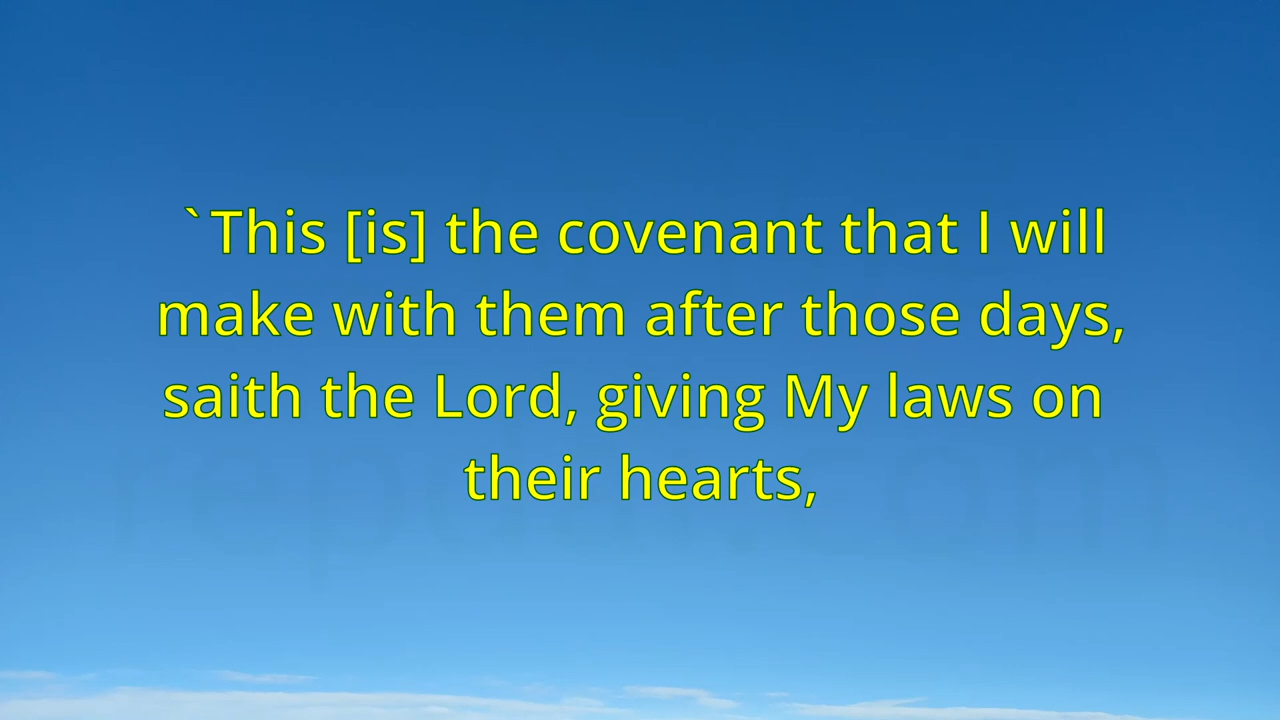 `This [is] the covenant that I will
make with them after those days,
saith the Lord, giving My laws on
their hearts,